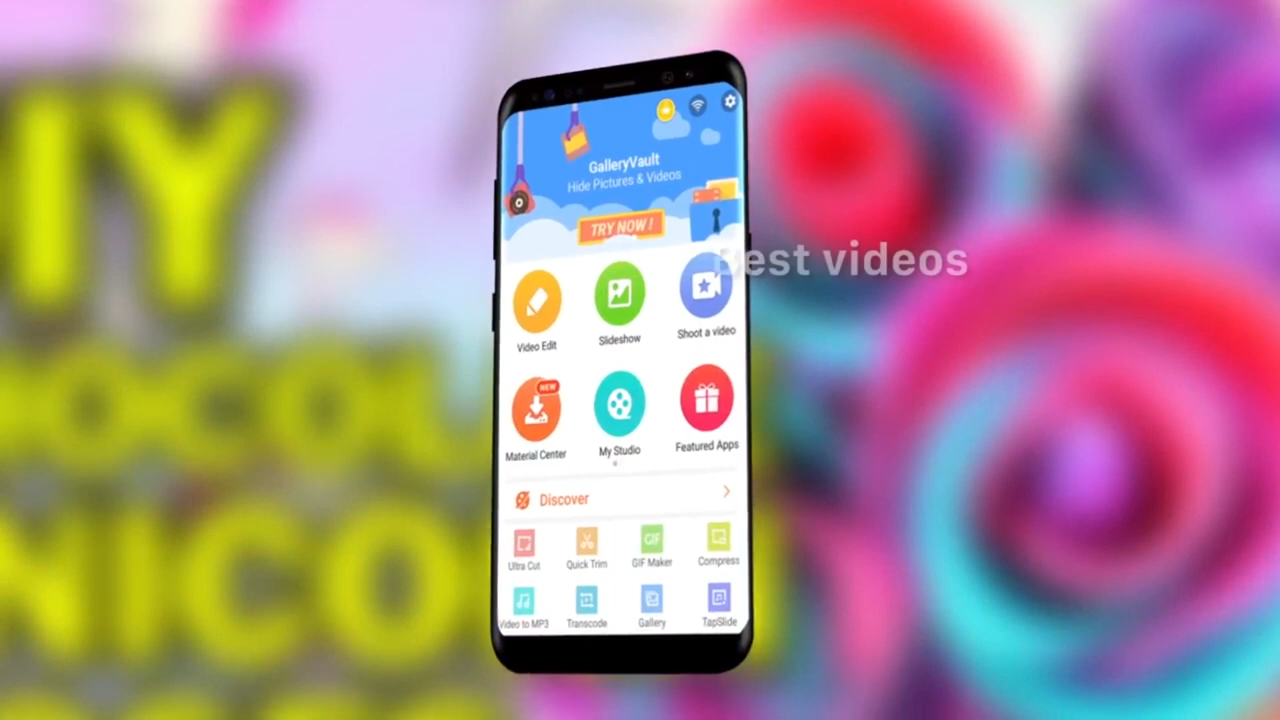 GalleryVault
Hide Pictures & Videos
TRY NOW!
Best videos
Video Edit
Slideshow
Shoot a video
NEW
Material Center
My Studio
Featured Apps
Discover
GIF
Ultra Cut
Quick Trim
GIF Maker
Compress
Video to MP3
Transcode
Gallery
TapSlide